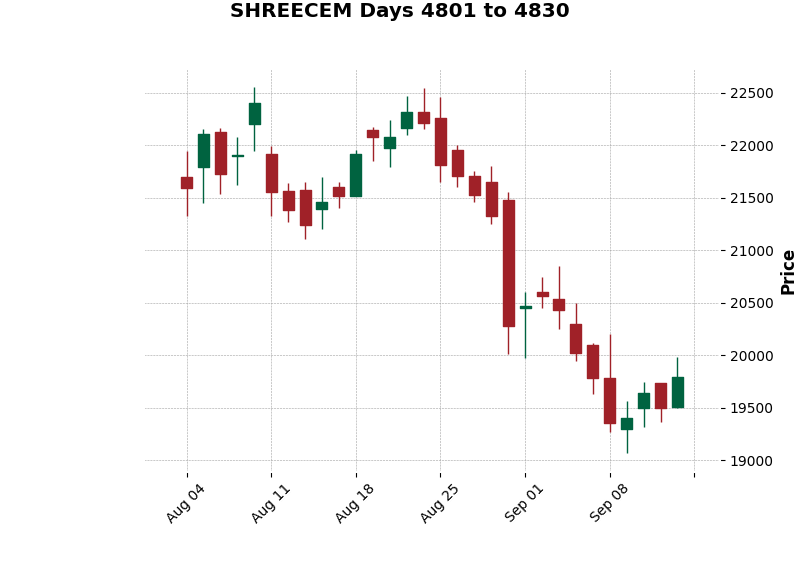 SHREECEM Days 4801 to 4830
22500
22000
21500
21000
20500
20000
19500
19000
Price
Aug 04
Aug 11
Aug 18
Aug 25
Sep 01
Sep 08